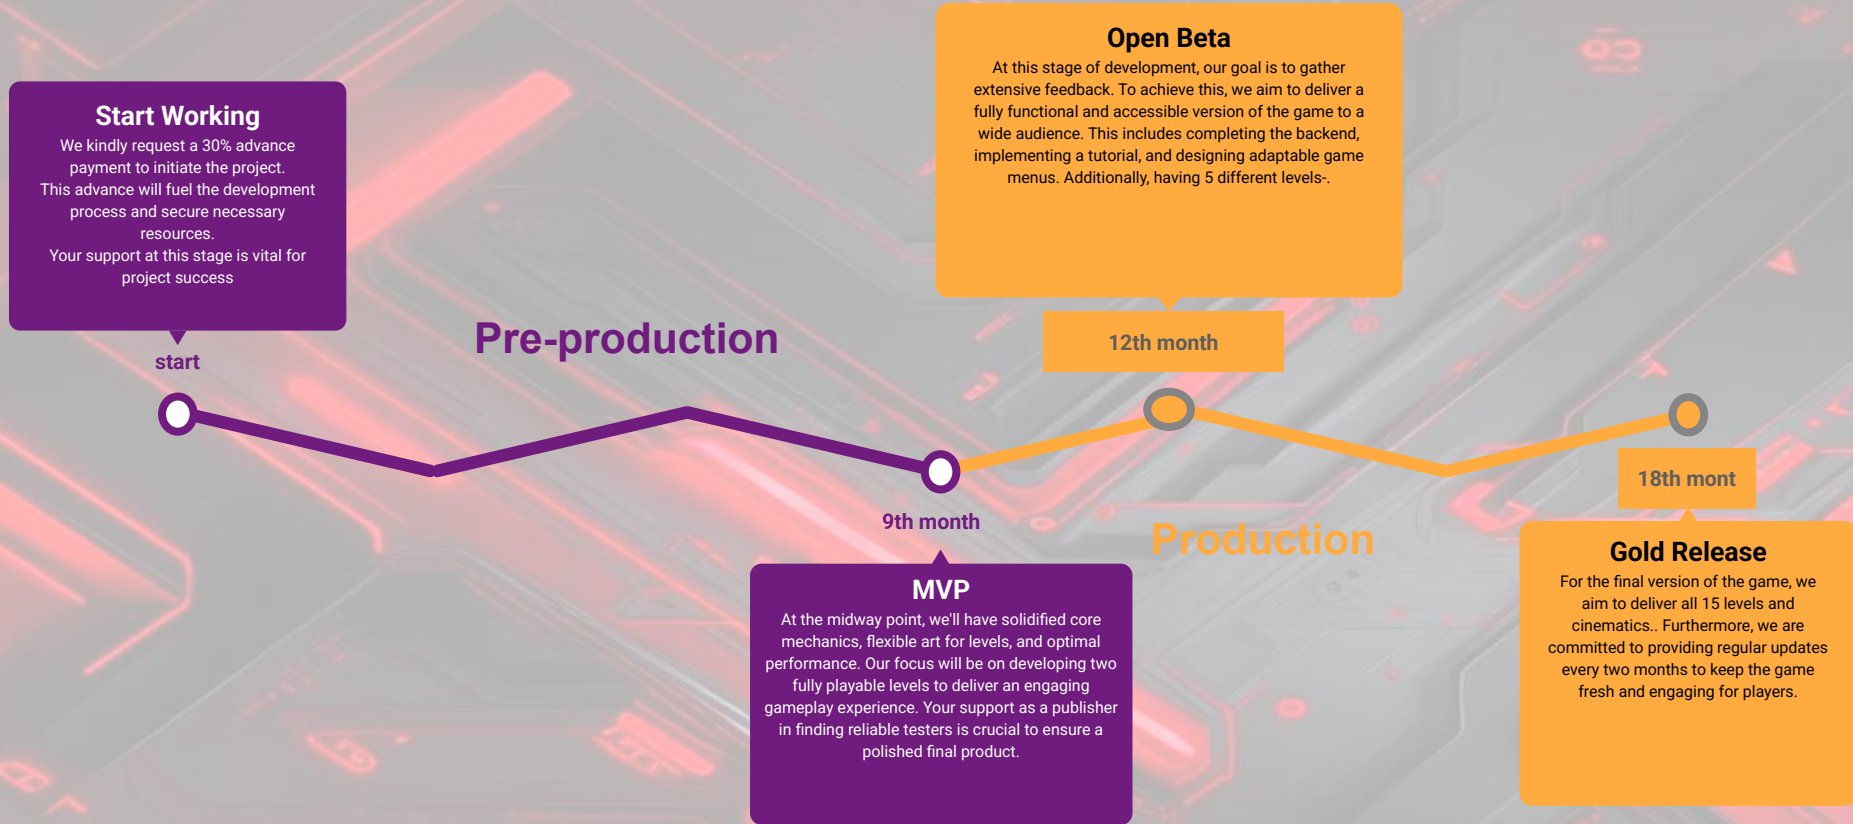 Start Working
We kindly request a 30% advance
payment to initiate the project.
This advance will fuel the development
process and secure necessary
resources.
Your support at this stage is vital for
project success
start
Pre-production
Open Beta
At this stage of development, our goal is to gather
extensive feedback. To achieve this, we aim to deliver a
fully functional and accessible version of the game to a
wide audience. This includes completing the backend,
implementing a tutorial, and designing adaptable game
menus. Additionally, having 5 different levels-.
12th month
9th month
MVP
At the midway point, we'll have solidified core
mechanics, flexible art for levels, and optimal
performance. Our focus will be on developing two
fully playable levels to deliver an engaging
gameplay experience. Your support as a publisher
in finding reliable testers is crucial to ensure a
polished final product.
Production
18th mont
Gold Release
For the final version of the game, we
aim to deliver all 15 levels and
cinematics.. Furthermore, we are
committed to providing regular updates
every two months to keep the game
fresh and engaging for players.